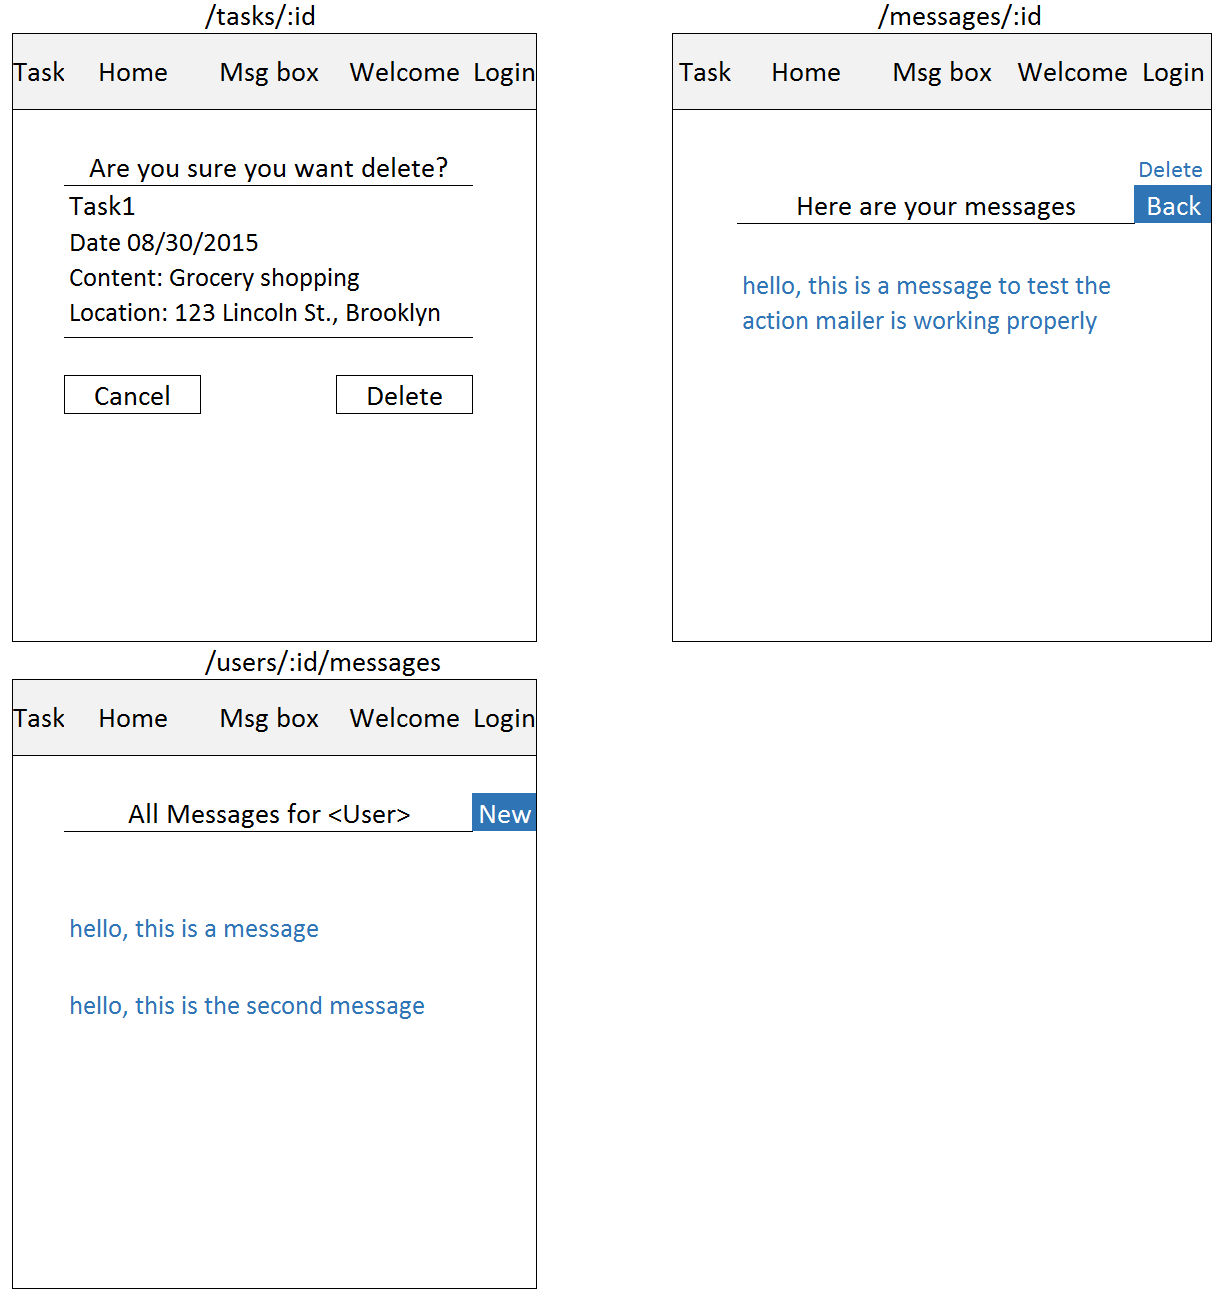 /tasks/:id
Task Home Msg box Welcome Login
Are you sure you want delete?
Task1
Date 08/30/2015
Content: Grocery shopping
Location: 123 Lincoln St., Brooklyn
Cancel Delete
/messages/:id
Task Home Msg box Welcome Login
Delete
Here are your messages Back
hello, this is a message to test the
action mailer is working properly
/users/:id/messages
Task Home Msg box Welcome Login
All Messages for <User> New
hello, this is a message
hello, this is the second message